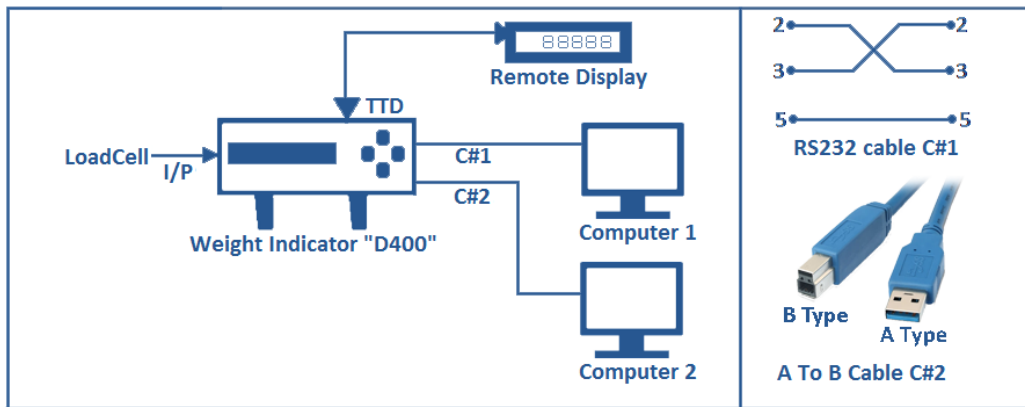 88888
Remote Display
TTD
LoadCell
I/P
C#1
C#2
Weight Indicator "D400"
Computer 1
Computer 2
2 2
3 3
5 5
RS232 cable C#1
B Type
A Type
A To B Cable C#2